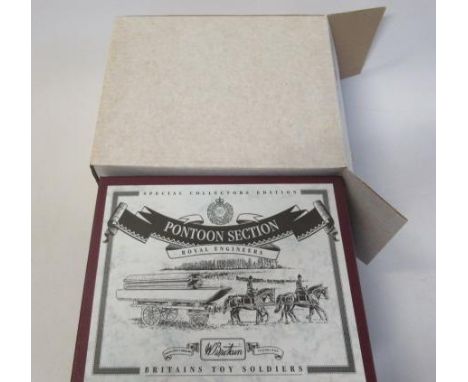 SPECIAL COLLECTORS EDITION
PONTOON SECTION
ROYAL ENGINEERS
W. Britain
BRITAINS TOY SOLDIERS